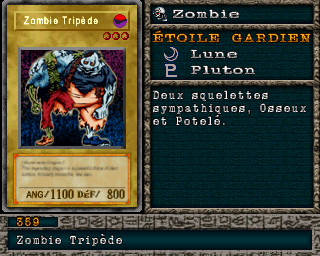 Zombie Tripède
ANG/1100 DÉF/ 800
Zombie
ÉTOILE GARDIEN
Lune
Pluton
Deux squelettes
sympathiques, Osseux
et Potelé.
359
Zombie Tripède